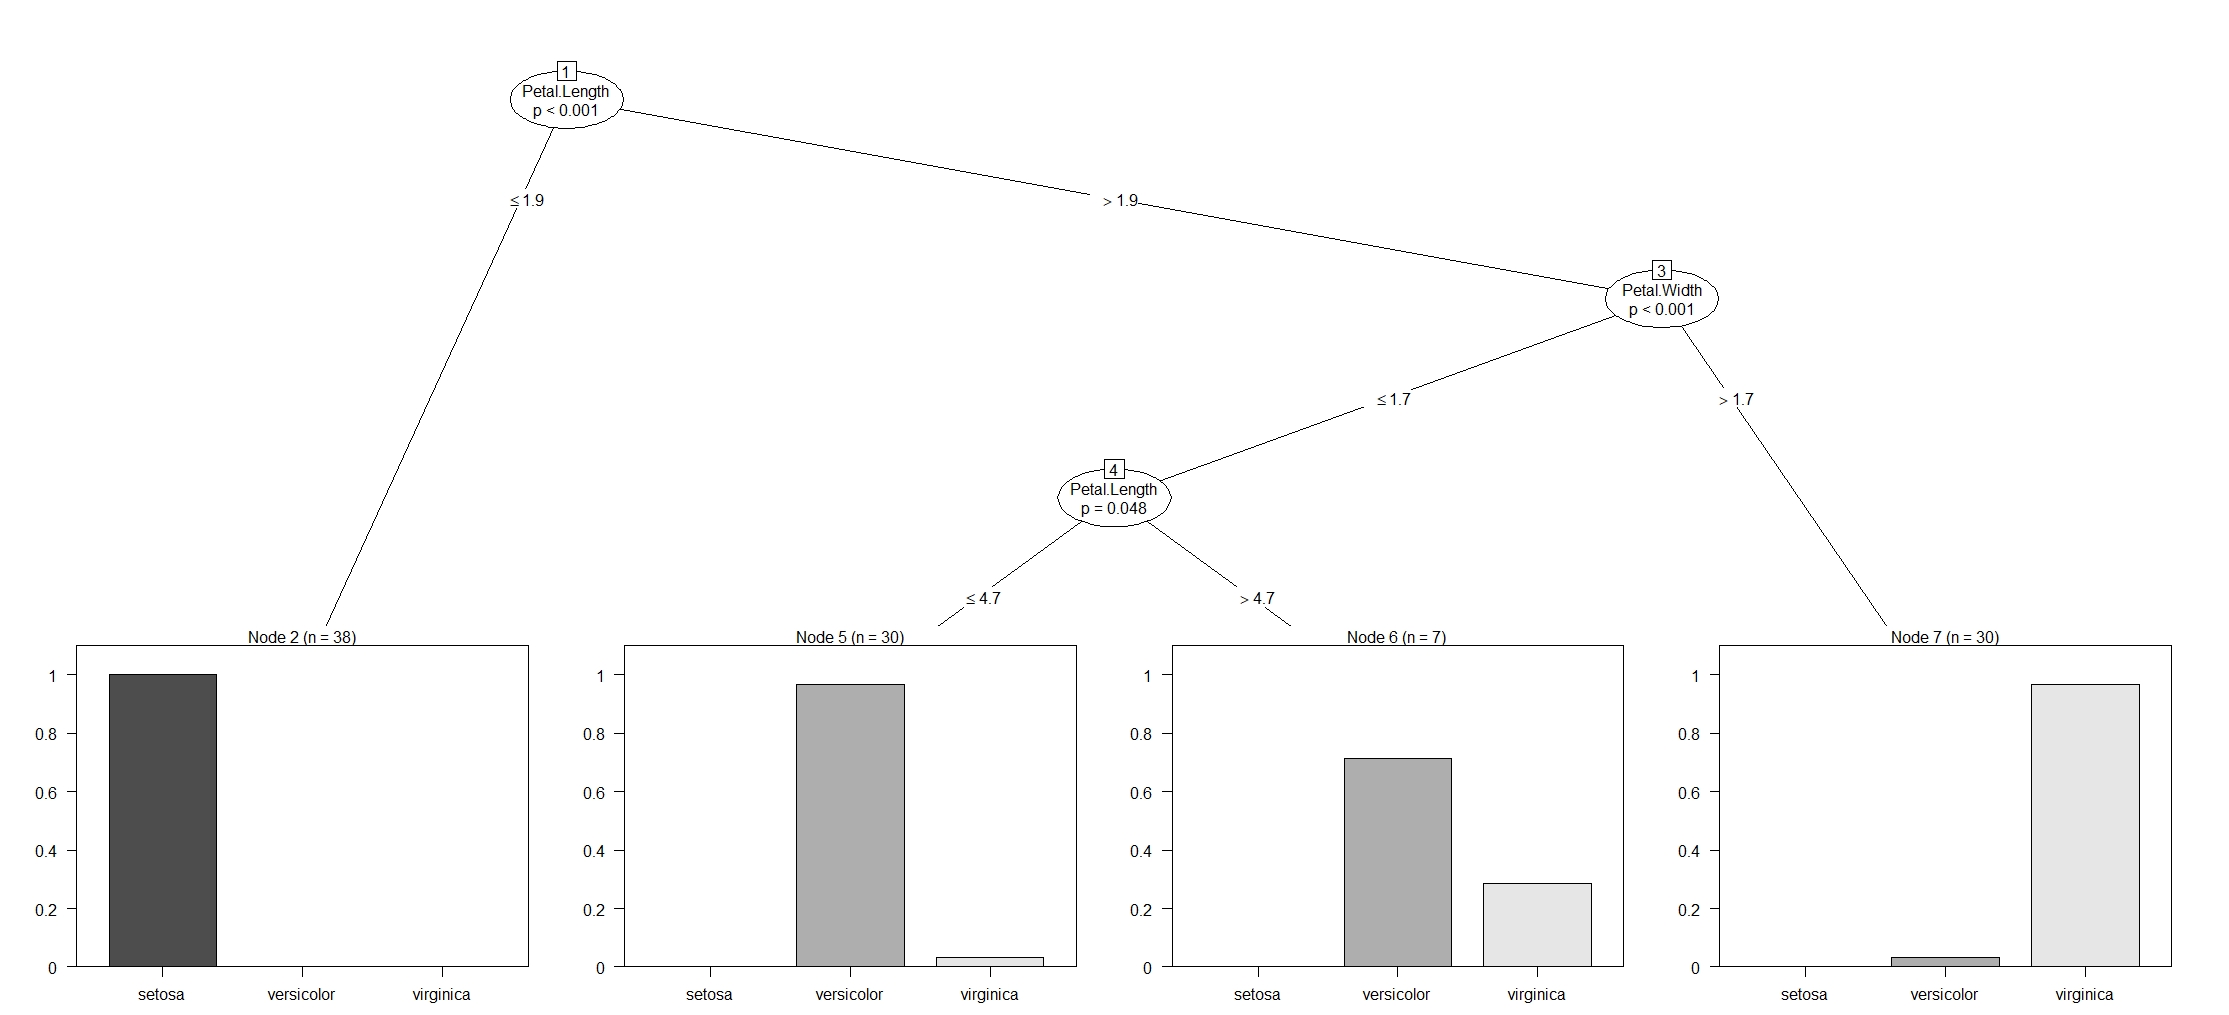 1
Petal.Length
p < 0.001
≤ 1.9
> 1.9
3
Petal.Width
p < 0.001
≤ 1.7
> 1.7
4
Petal.Length
p = 0.048
≤ 4.7
> 4.7
Node 2 (n = 38)
1
0.8
0.6
0.4
0.2
0
setosa versicolor virginica
Node 5 (n = 30)
1
0.8
0.6
0.4
0.2
0
setosa versicolor virginica
Node 6 (n = 7)
1
0.8
0.6
0.4
0.2
0
setosa versicolor virginica
Node 7 (n = 30)
1
0.8
0.6
0.4
0.2
0
setosa versicolor virginica